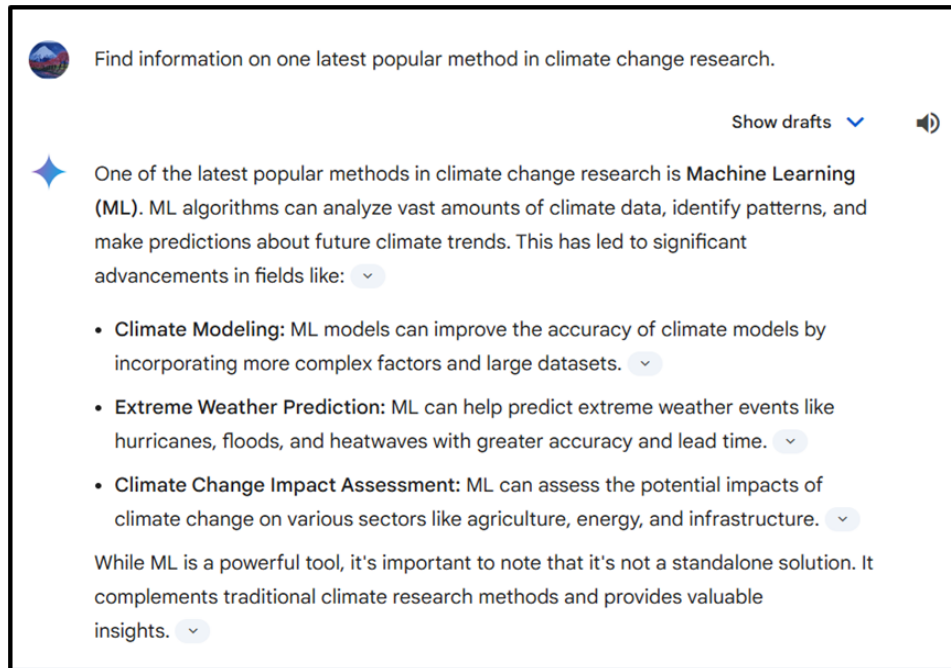 Find information on one latest popular method in climate change research.
Show drafts
One of the latest popular methods in climate change research is Machine Learning
(ML). ML algorithms can analyze vast amounts of climate data, identify patterns, and
make predictions about future climate trends. This has led to significant
advancements in fields like:
• Climate Modeling: ML models can improve the accuracy of climate models by
incorporating more complex factors and large datasets.
• Extreme Weather Prediction: ML can help predict extreme weather events like
hurricanes, floods, and heatwaves with greater accuracy and lead time.
• Climate Change Impact Assessment: ML can assess the potential impacts of
climate change on various sectors like agriculture, energy, and infrastructure.
While ML is a powerful tool, it's important to note that it's not a standalone solution. It
complements traditional climate research methods and provides valuable
insights.